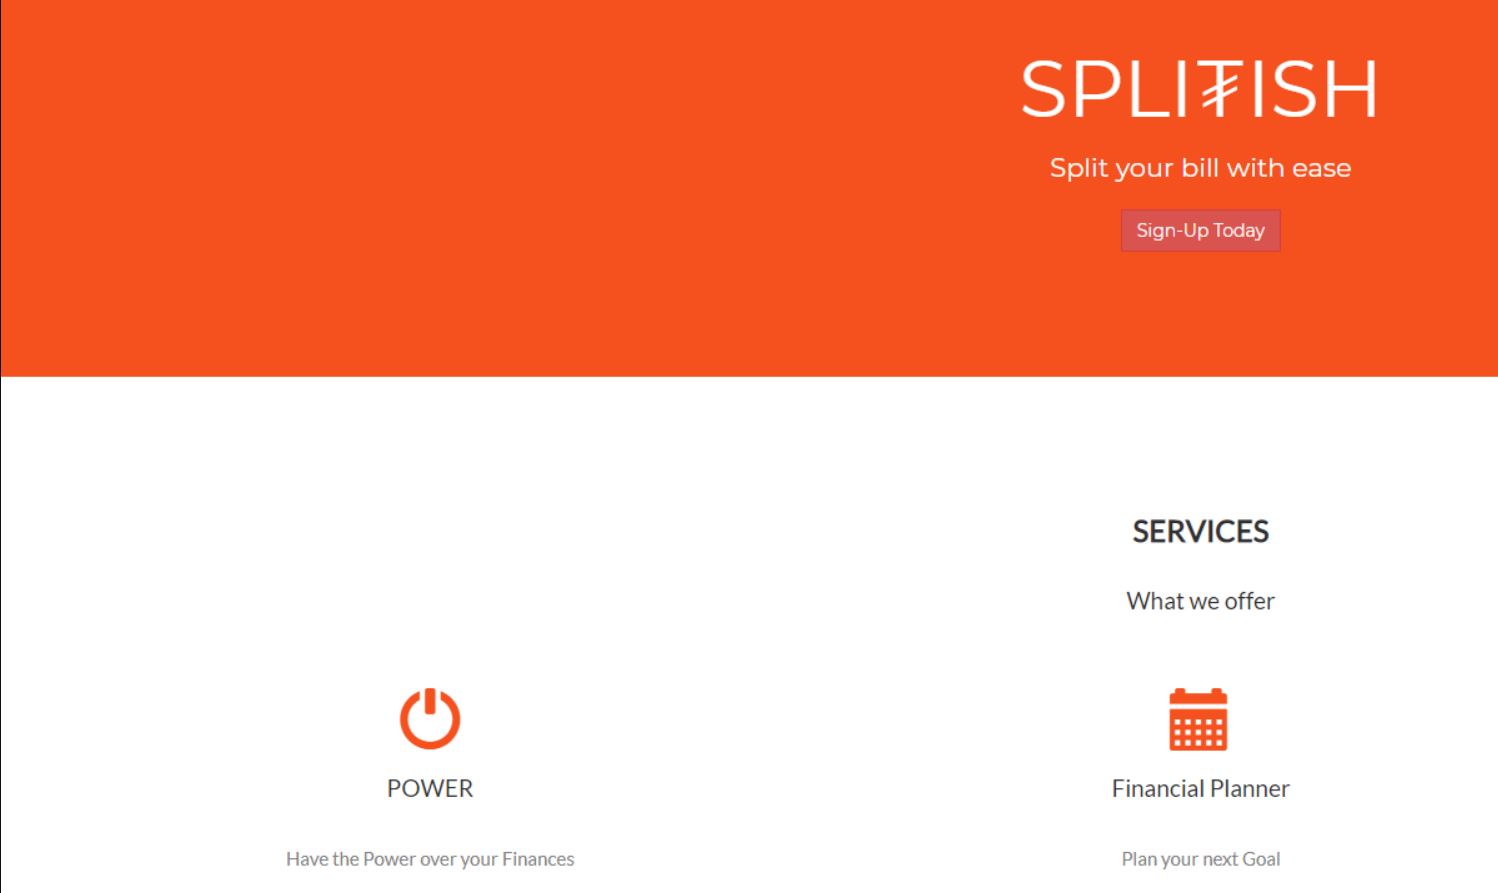 SPLI₮ISH
Split your bill with ease
Sign-Up Today
SERVICES
What we offer
POWER
Financial Planner
Have the Power over your Finances
Plan your next Goal